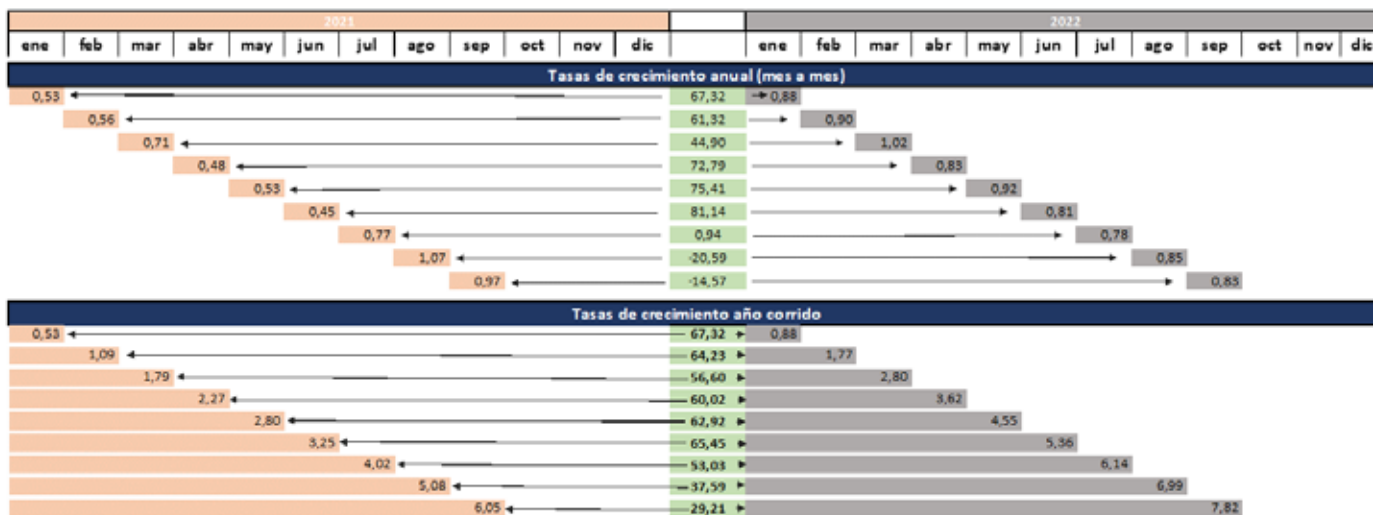 2021 2022
ene feb mar abr may jun jul ago sep oct nov dic ene feb mar abr may jun jul ago sep oct nov dic
Tasas de crecimiento anual (mes a mes)
0,53 67,32 0,88
0,56 61,32 0,90
0,71 44,90 1,02
0,48 72,79 0,83
0,53 75,41 0,92
0,45 81,14 0,81
0,77 0,94 0,78
1,07 -20,59 0,85
0,97 -14,57 0,83
Tasas de crecimiento año corrido
0,53 67,32 0,88
1,09 64,23 1,77
1,79 56,60 2,80
2,27 60,02 3,62
2,80 62,92 4,55
3,25 65,45 5,36
4,02 53,03 6,14
5,08 37,59 6,99
6,05 29,21 7,82